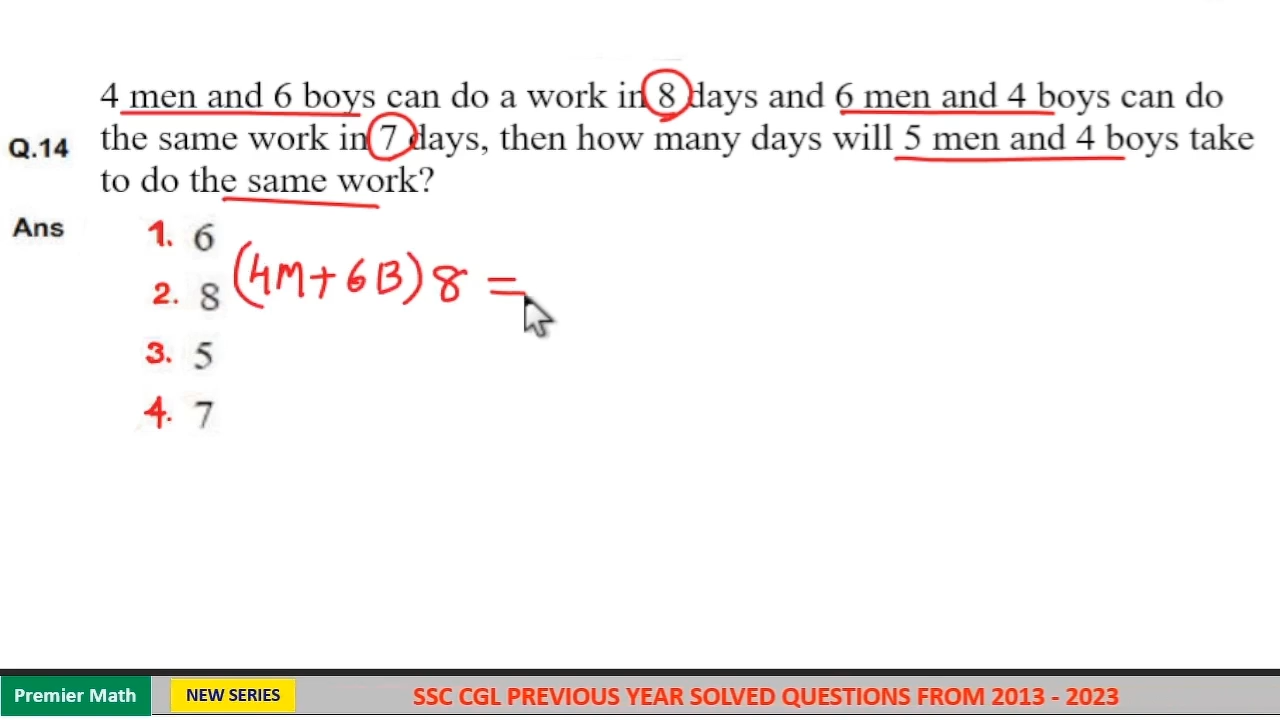 4 men and 6 boys can do a work in 8 days and 6 men and 4 boys can do
Q.14 the same work in 7 days, then how many days will 5 men and 4 boys take
to do the same work?
Ans 1. 6
(4M+6B) 8 =
2. 8
3. 5
4. 7
Premier Math NEW SERIES SSC CGL PREVIOUS YEAR SOLVED QUESTIONS FROM 2013 - 2023